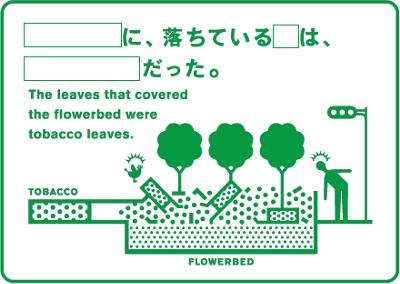 に、落ちている は、
だった。
The leaves that covered
the flowerbed were
tobacco leaves.
TOBACCO
FLOWERBED